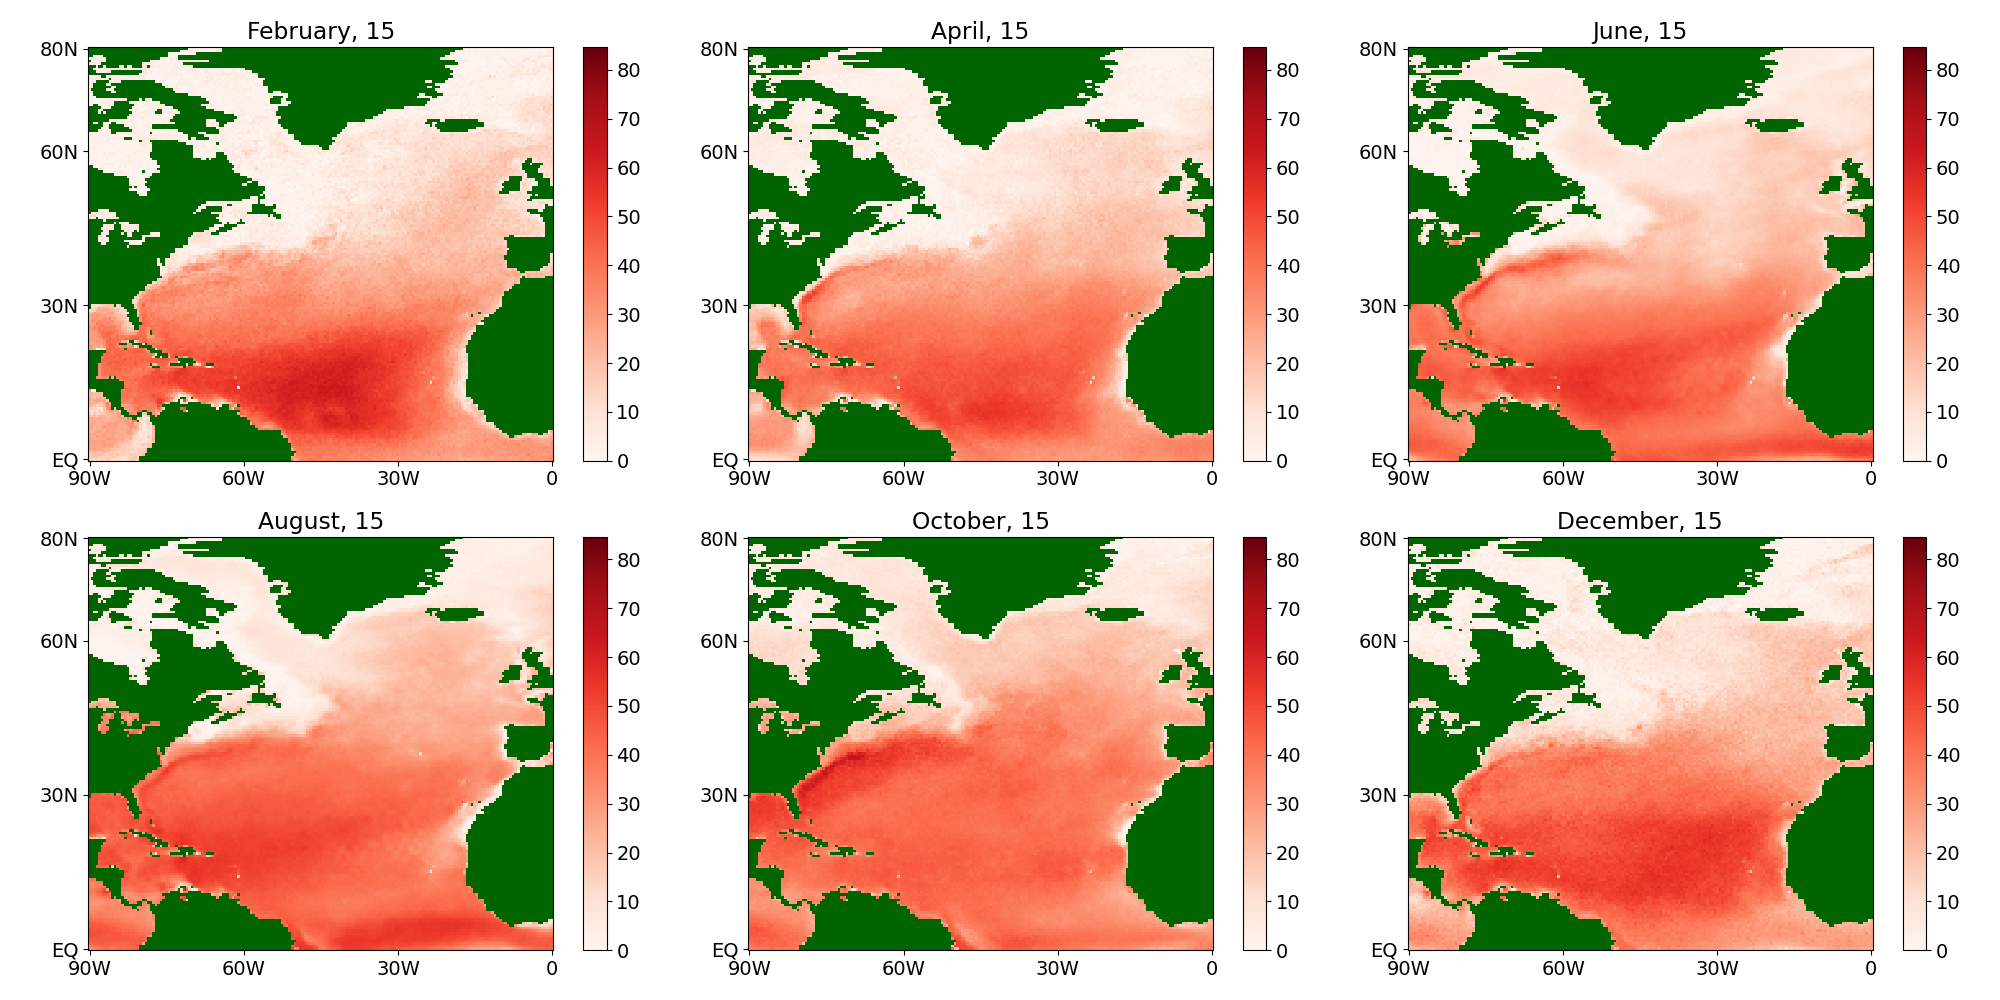 February, 15
80N
60N
30N
EQ
90W 60W 30W 0
80
70
60
50
40
30
20
10
0
April, 15
80N
60N
30N
EQ
90W 60W 30W 0
80
70
60
50
40
30
20
10
0
June, 15
80N
60N
30N
EQ
90W 60W 30W 0
80
70
60
50
40
30
20
10
0
August, 15
80N
60N
30N
EQ
90W 60W 30W 0
80
70
60
50
40
30
20
10
0
October, 15
80N
60N
30N
EQ
90W 60W 30W 0
80
70
60
50
40
30
20
10
0
December, 15
80N
60N
30N
EQ
90W 60W 30W 0
80
70
60
50
40
30
20
10
0